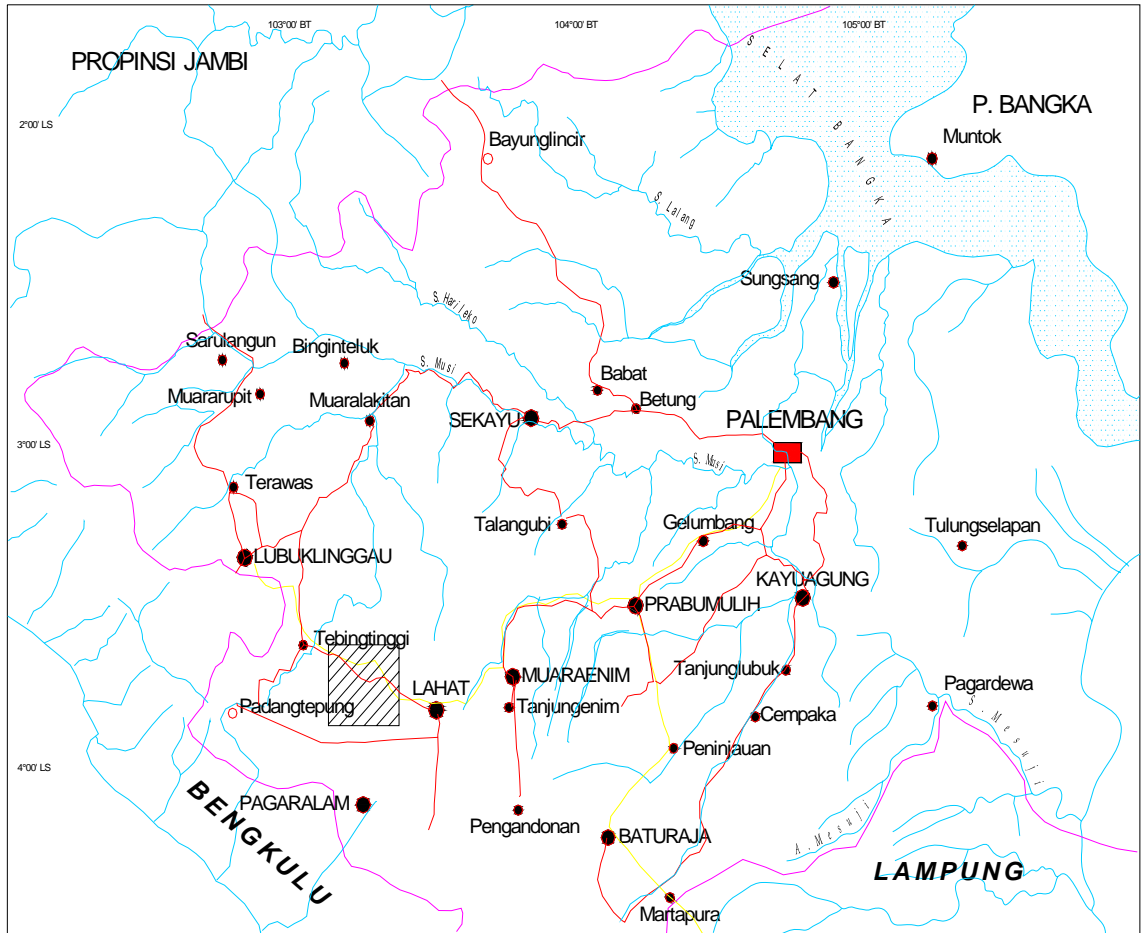 103°00' BT
104°00' BT
105°00' BT
PROPINSI JAMBI
SELAT BANGKA
P. BANGKA
2°00' LS
Muntok
Bayunglincir
S. Lalang
Sungsang
S. Harileko
Sarulangun
Binginteluk
S. Musi
Muararupit
Muaralakitan
Babat
Betung
SEKAYU
PALEMBANG
3°00' LS
S. Musi
Terawas
Talangubi
Gelumbang
Tulungselapan
LUBUKLINGGAU
KAYUAGUNG
PRABUMULIH
Tebingtinggi
MUARAENIM
Tanjunglubuk
LAHAT
Padangtepung
Tanjungenim
Cempaka
Pagardewa
S. Mesuji
Peninjauan
4°00' LS
BENGKULU
PAGARALAM
Pengandonan
BATURAJA
A. Mesuji
LAMPUNG
Martapura